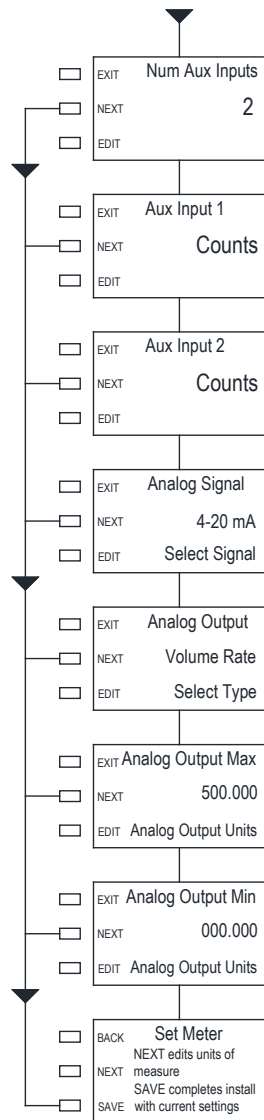 EXIT Num Aux Inputs
NEXT 2
EDIT
EXIT Aux Input 1
NEXT Counts
EDIT
EXIT Aux Input 2
NEXT Counts
EDIT
EXIT Analog Signal
NEXT 4-20 mA
EDIT Select Signal
EXIT Analog Output
NEXT Volume Rate
EDIT Select Type
EXIT Analog Output Max
NEXT 500.000
EDIT Analog Output Units
EXIT Analog Output Min
NEXT 000.000
EDIT Analog Output Units
BACK Set Meter
NEXT edits units of
NEXT measure
SAVE completes install
SAVE with current settings